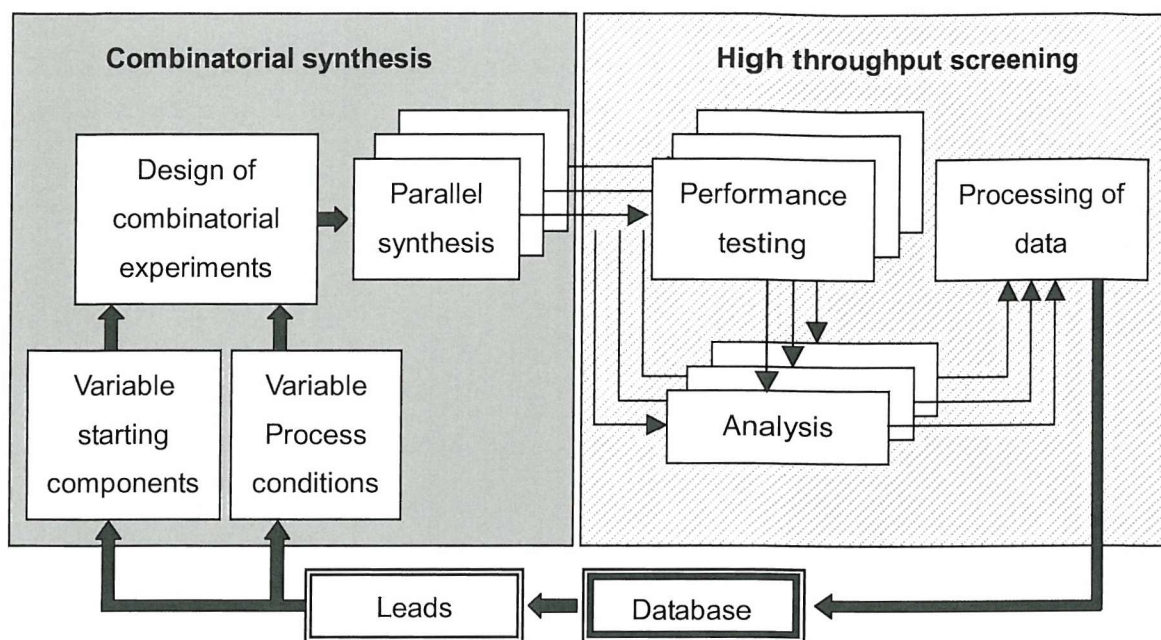 Combinatorial synthesis
Design of
combinatorial
experiments
Parallel
synthesis
Variable
starting
components
Variable
Process
conditions
High throughput screening
Performance
testing
Processing of
data
Analysis
Leads
Database